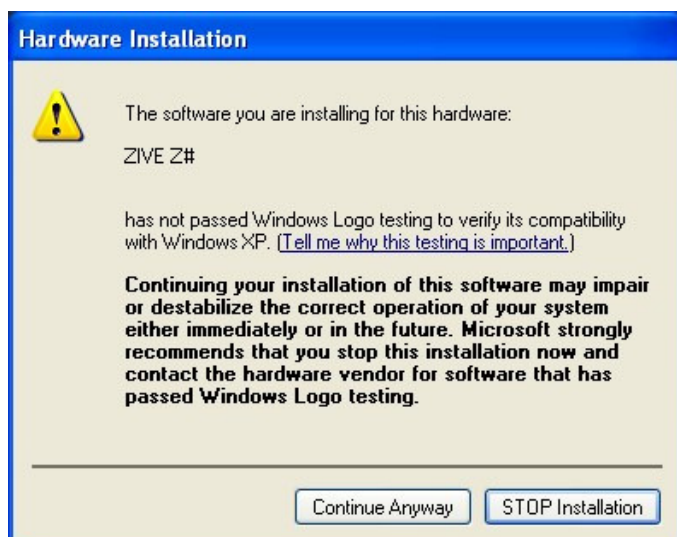 Hardware Installation
The software you are installing for this hardware:
ZIVE Z#
has not passed Windows Logo testing to verify its compatibility
with Windows XP. (Tell me why this testing is important.)
Continuing your installation of this software may impair
or destabilize the correct operation of your system
either immediately or in the future. Microsoft strongly
recommends that you stop this installation now and
contact the hardware vendor for software that has
passed Windows Logo testing.
Continue Anyway
STOP Installation